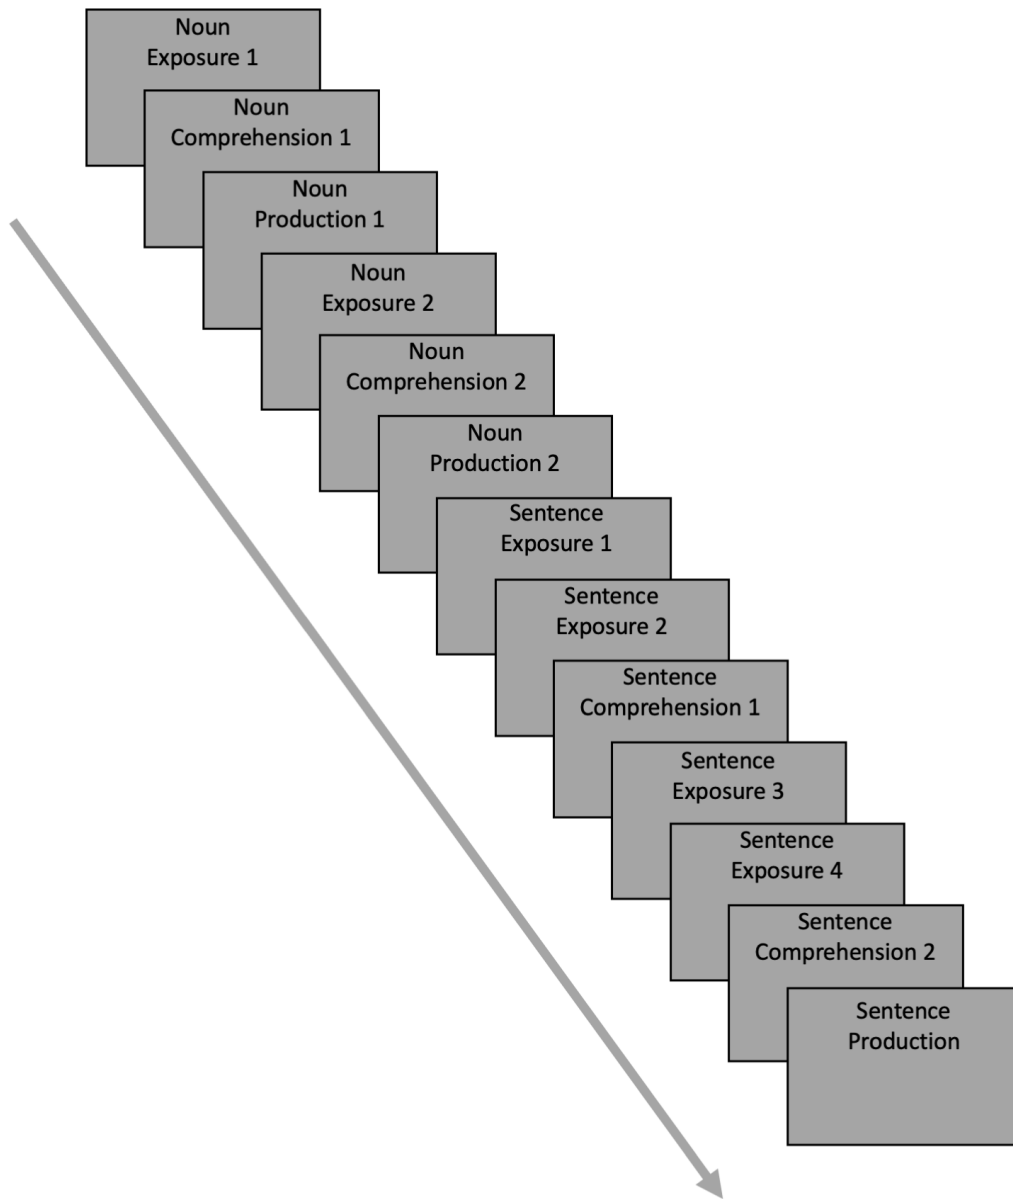 Noun
Exposure 1
Noun
Comprehension 1
Noun
Production 1
Noun
Exposure 2
Noun
Comprehension 2
Noun
Production 2
Sentence
Exposure 1
Sentence
Exposure 2
Sentence
Comprehension 1
Sentence
Exposure 3
Sentence
Exposure 4
Sentence
Comprehension 2
Sentence
Production